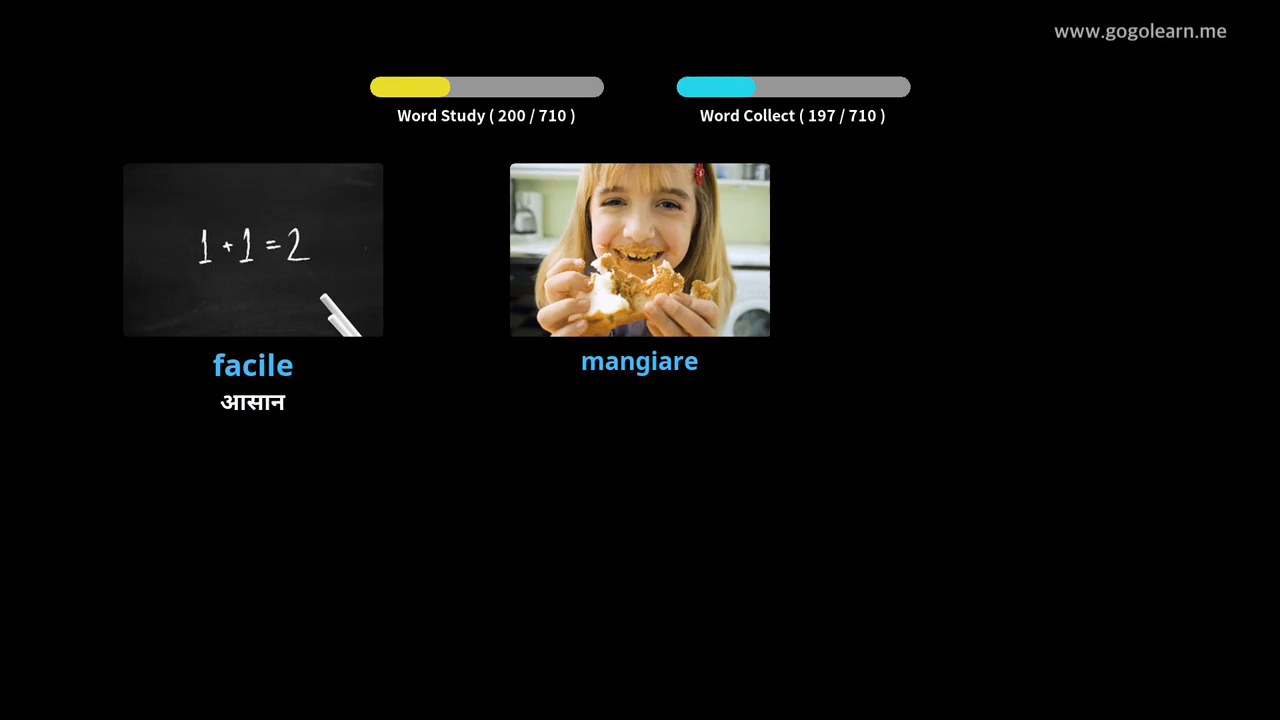 www.gogolearn.me
Word Study ( 200 / 710 )
Word Collect ( 197 / 710 )
1 + 1 = 2
facile
mangiare
आसान